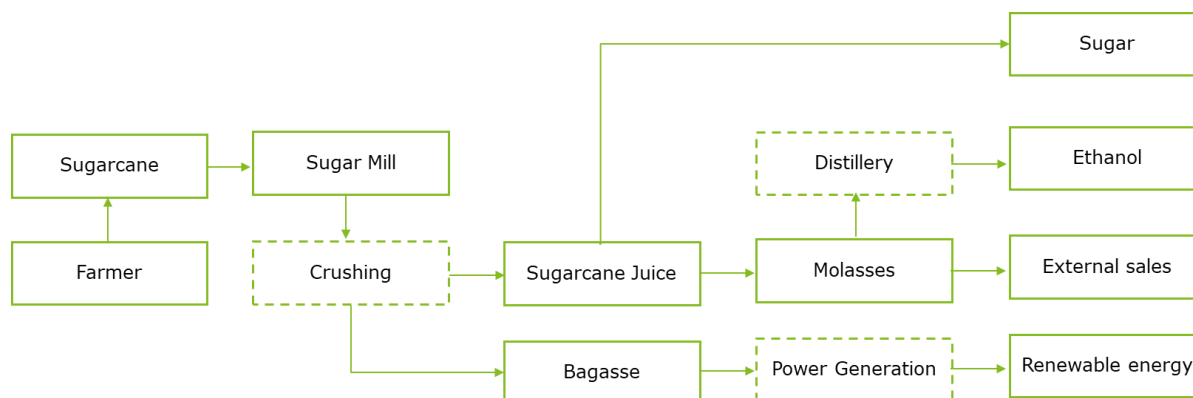 Sugar
Sugarcane
Sugar Mill
Distillery
Ethanol
Farmer
Crushing
Sugarcane Juice
Molasses
External sales
Bagasse
Power Generation
Renewable energy